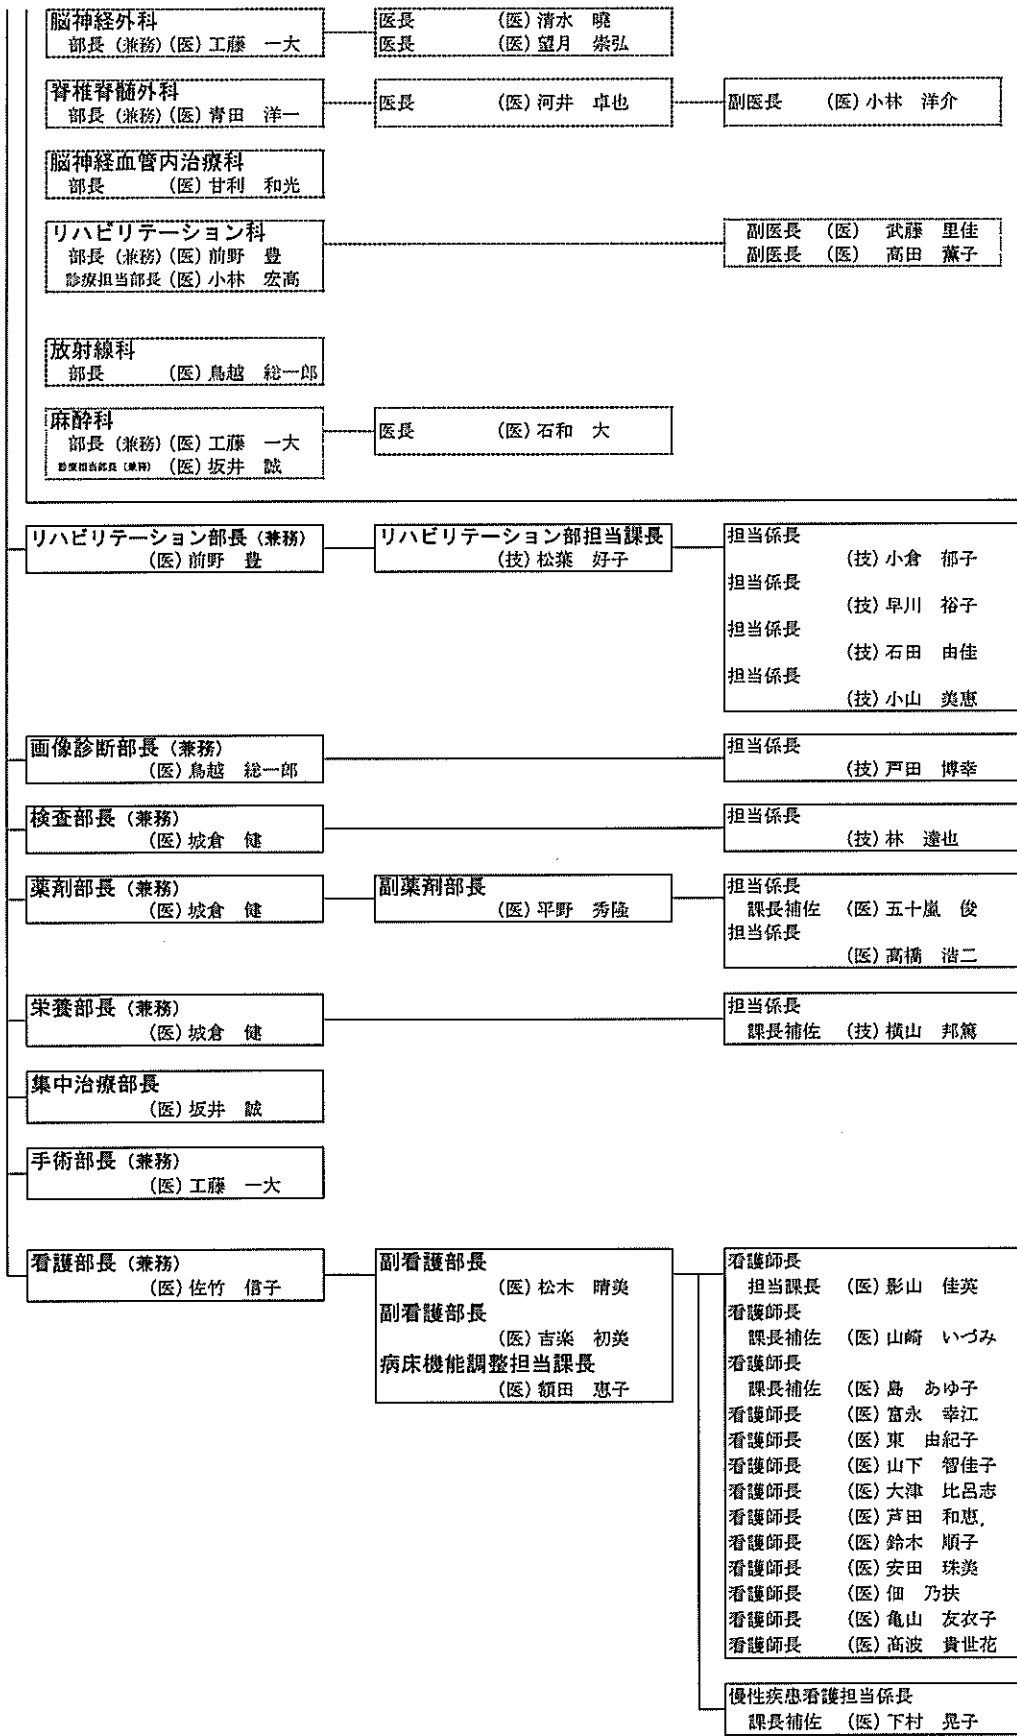 脳神経外科
部長 (兼務) (医) 工藤 一大
医長 (医) 清水 曉
医長 (医) 望月 崇弘
脊椎脊髄外科
部長 (兼務) (医) 青田 洋一
医長 (医) 河井 卓也
副医長 (医) 小林 洋介
脳神経血管内治療科
部長 (医) 甘利 和光
リハビリテーション科
部長 (兼務) (医) 前野 豊
診療担当部長 (医) 小林 宏高
副医長 (医) 武藤 里佳
副医長 (医) 高田 薫子
放射線科
部長 (医) 鳥越 総一郎
麻酔科
部長 (兼務) (医) 工藤 一大
診療担当部長 (兼務) (医) 坂井 誠
医長 (医) 石和 大
リハビリテーション部長 (兼務)
(医) 前野 豊
リハビリテーション部担当課長
(技) 松葉 好子
担当係長
(技) 小倉 郁子
担当係長
(技) 早川 裕子
担当係長
(技) 石田 由佳
担当係長
(技) 小山 美恵
画像診断部長 (兼務)
(医) 鳥越 総一郎
担当係長
(技) 戸田 博幸
検査部長 (兼務)
(医) 城倉 健
担当係長
(技) 林 達也
薬剤部長 (兼務)
(医) 城倉 健
副薬剤部長
(医) 平野 秀隆
担当係長
課長補佐 (医) 五十嵐 俊
担当係長
(医) 髙橋 浩二
栄養部長 (兼務)
(医) 城倉 健
担当係長
課長補佐 (技) 横山 邦篤
集中治療部長
(医) 坂井 誠
手術部長 (兼務)
(医) 工藤 一大
看護部長 (兼務)
(医) 佐竹 信子
副看護部長
(医) 松木 晴美
副看護部長
(医) 吉楽 初美
病床機能調整担当課長
(医) 額田 恵子
看護師長
担当課長 (医) 影山 佳英
看護師長
課長補佐 (医) 山崎 いづみ
看護師長
課長補佐 (医) 島 あゆ子
看護師長 (医) 富永 幸江
看護師長 (医) 東 由紀子
看護師長 (医) 山下 智佳子
看護師長 (医) 大津 比呂志
看護師長 (医) 芦田 和恵
看護師長 (医) 鈴木 順子
看護師長 (医) 安田 珠美
看護師長 (医) 佃 乃扶
看護師長 (医) 亀山 友衣子
看護師長 (医) 高波 貴世花
慢性疾患看護担当係長
課長補佐 (医) 下村 晃子